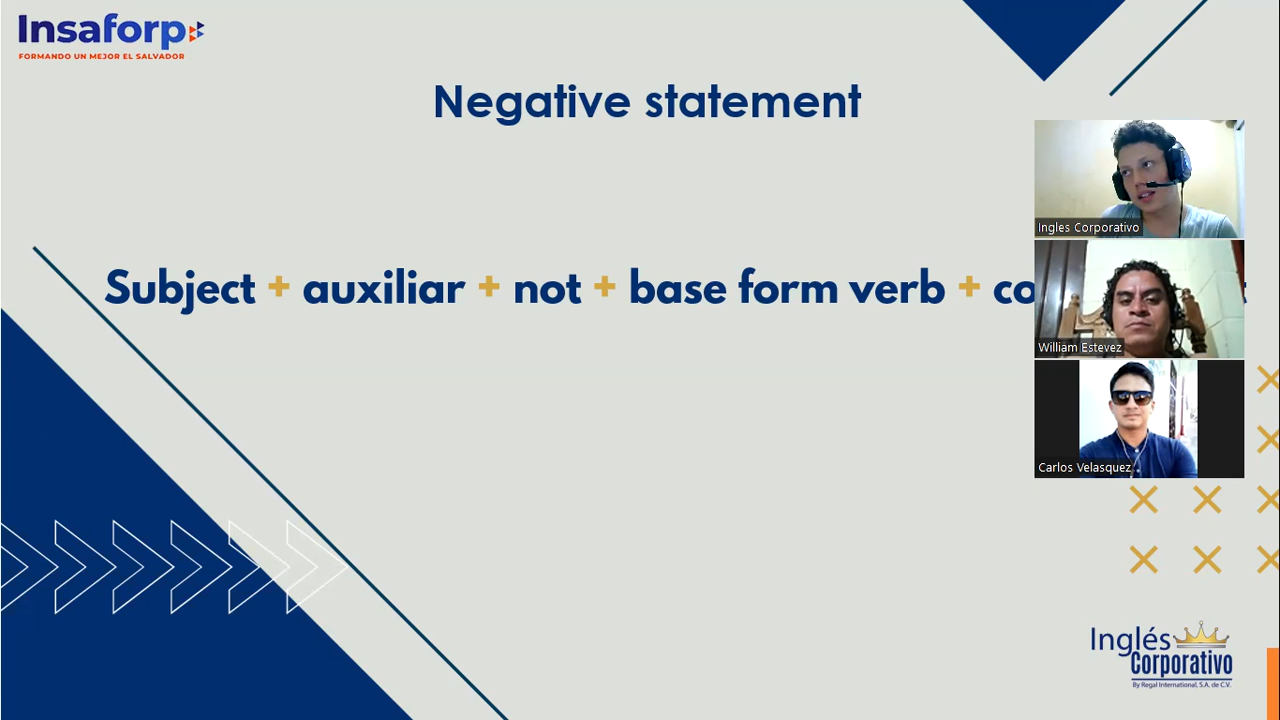 Insaforp
FORMANDO UN MEJOR EL SALVADOR
Negative statement
Subject + auxiliar + not + base form verb + co
Ingles Corporativo
William Estevez
Carlos Velasquez
Inglés
Corporativo
By Regal International, S.A. de C.V.